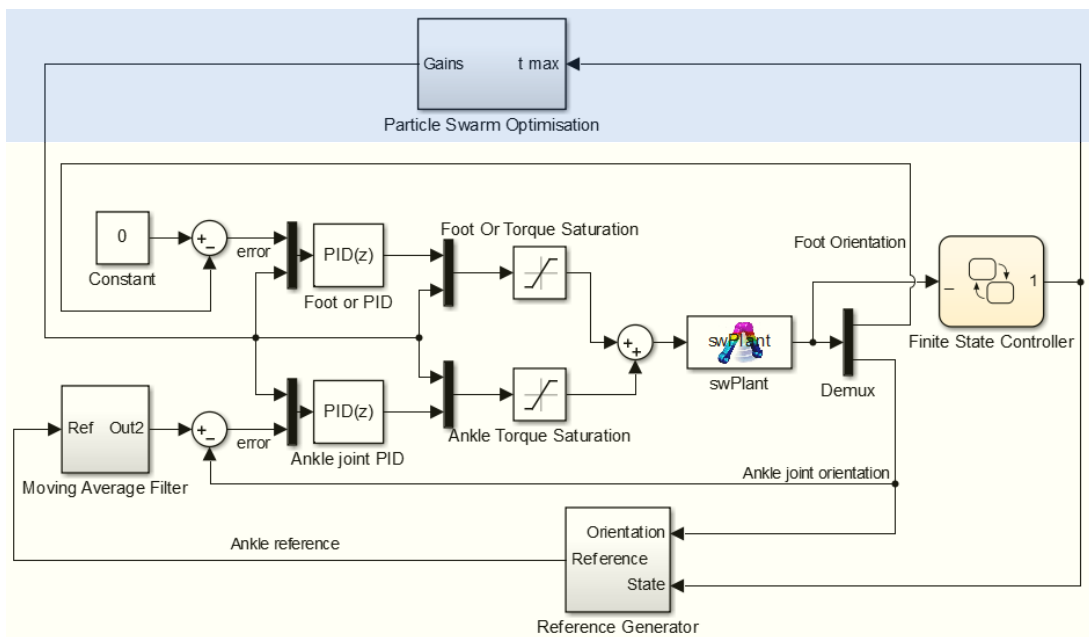 Gains
t max
Particle Swarm Optimisation
0
Constant
+
−
error
PID(z)
Foot or PID
Foot Or Torque Saturation
Foot Orientation
−
1
Finite State Controller
+
+
swPlant
swPlant
Demux
Ref
Out2
Moving Average Filter
+
−
error
PID(z)
Ankle joint PID
Ankle Torque Saturation
Ankle joint orientation
Ankle reference
Orientation
Reference
State
Reference Generator